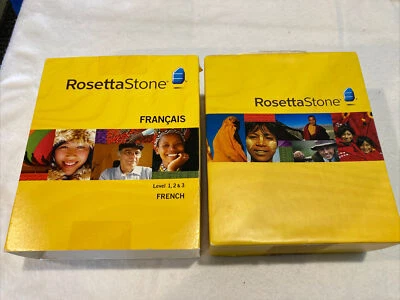 RosettaStone
FRANÇAIS
Level 1, 2 & 3
FRENCH
RosettaStone